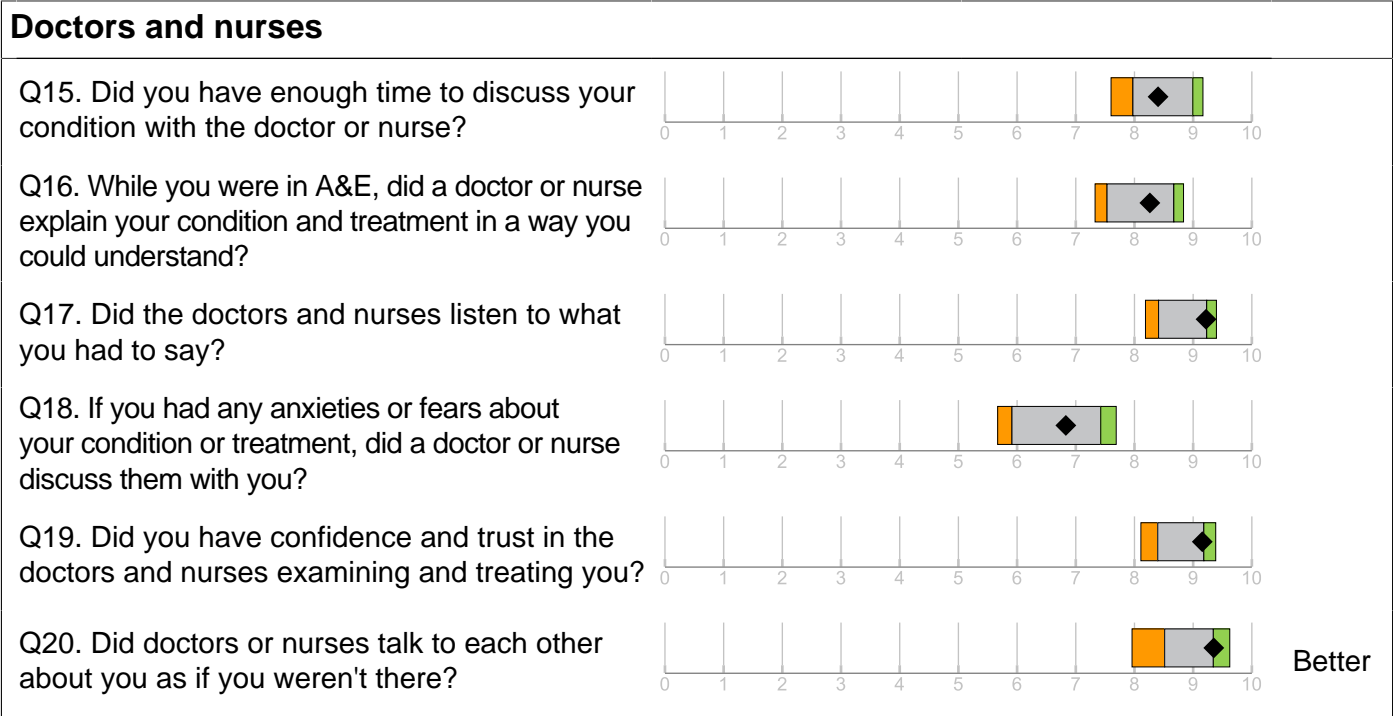 Doctors and nurses
Q15. Did you have enough time to discuss your
condition with the doctor or nurse?
0 1 2 3 4 5 6 7 8 9 10
Q16. While you were in A&E, did a doctor or nurse
explain your condition and treatment in a way you
could understand?
0 1 2 3 4 5 6 7 8 9 10
Q17. Did the doctors and nurses listen to what
you had to say?
0 1 2 3 4 5 6 7 8 9 10
Q18. If you had any anxieties or fears about
your condition or treatment, did a doctor or nurse
discuss them with you?
0 1 2 3 4 5 6 7 8 9 10
Q19. Did you have confidence and trust in the
doctors and nurses examining and treating you?
0 1 2 3 4 5 6 7 8 9 10
Q20. Did doctors or nurses talk to each other
about you as if you weren't there?
0 1 2 3 4 5 6 7 8 9 10
Better